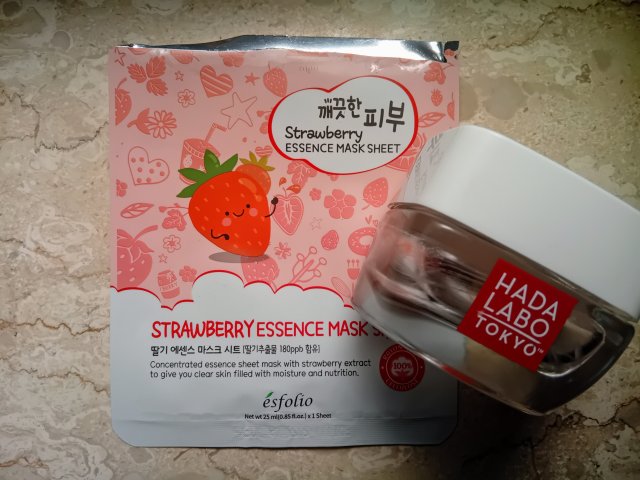 깨끗한 피부
Strawberry
ESSENCE MASK SHEET
STRAWBERRY ESSENCE MASK
딸기 에센스 마스크 시트 [딸기추출물 180ppb 함유]
Concentrated essence sheet mask with strawberry extract
to give you clear skin filled with moisture and nutrition.
100%
esfolio
Net wt 25 ml(0.85 fl.oz) x 1 Sheet
HADA
LABO
TOKYO™